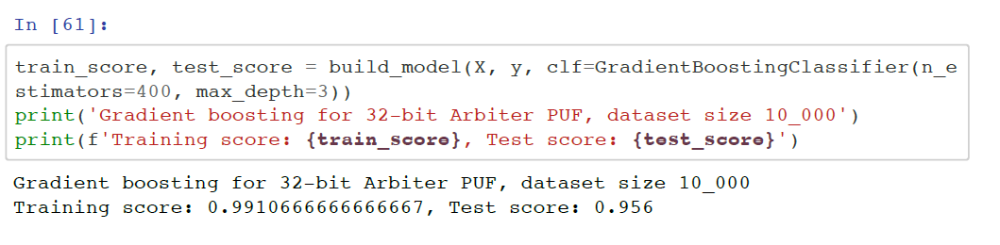 In [61]:
train_score, test_score = build_model(X, y, clf=GradientBoostingClassifier(n_e
stimators=400, max_depth=3))
print('Gradient boosting for 32-bit Arbiter PUF, dataset size 10_000')
print(f'Training score: {train_score}, Test score: {test_score}')
Gradient boosting for 32-bit Arbiter PUF, dataset size 10_000
Training score: 0.9910666666666667, Test score: 0.956